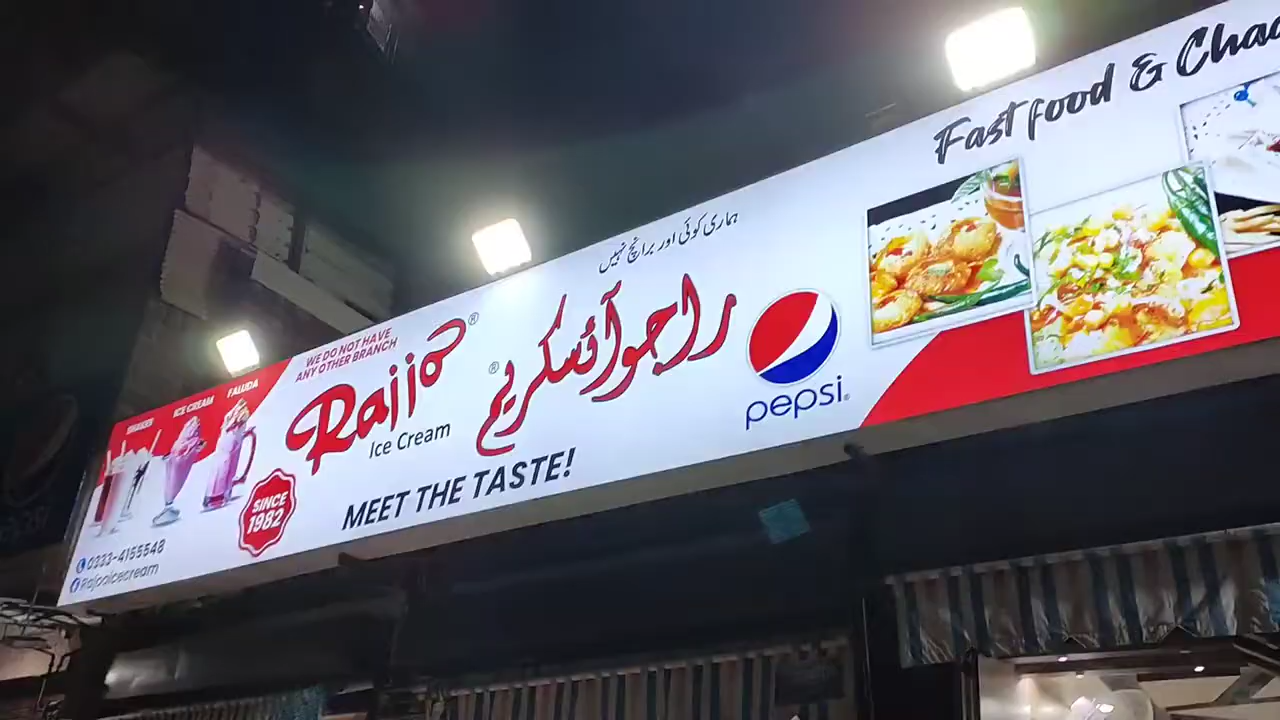 Fast food & Chaa
ہماری کوئی اور برانچ نہیں
WE DO NOT HAVE
ANY OTHER BRANCH
Rajjo®
Ice Cream
راجو آئسکریم®
pepsi®
SHAKES
ICE CREAM
FALUDA
SINCE
1982
MEET THE TASTE!
0333-4155548